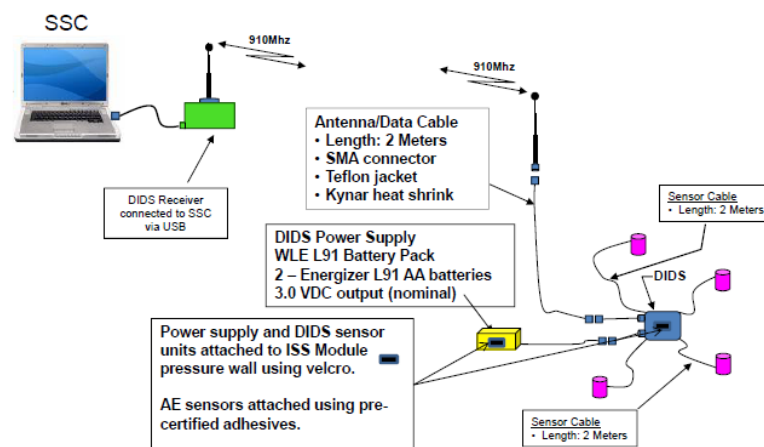 SSC
910Mhz
910Mhz
Antenna/Data Cable
• Length: 2 Meters
• SMA connector
• Teflon jacket
• Kynar heat shrink
DIDS Receiver
connected to SSC
via USB
Sensor Cable
• Length: 2 Meters
DIDS Power Supply
WLE L91 Battery Pack
2 – Energizer L91 AA batteries
3.0 VDC output (nominal)
DIDS
Power supply and DIDS sensor
units attached to ISS Module
pressure wall using velcro.
AE sensors attached using pre-
certified adhesives.
Sensor Cable
• Length: 2 Meters